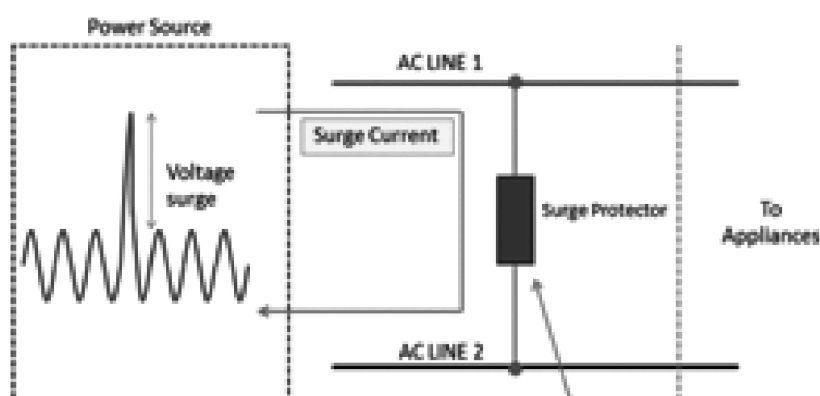 Power Source
AC LINE 1
Surge Current
Voltage
surge
Surge Protector
To
Appliances
AC LINE 2